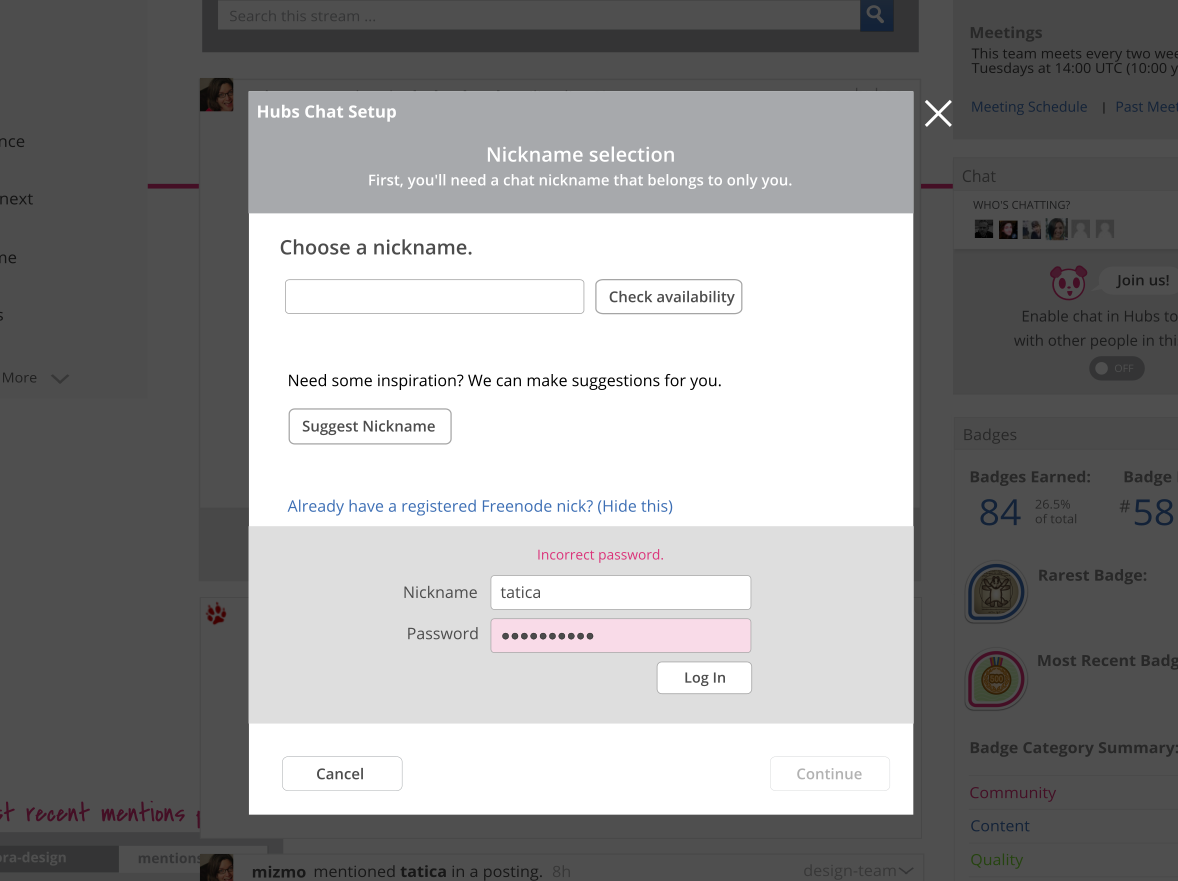 Search this stream ...
Meetings
This team meets every two
Tuesdays at 14:00 UTC (10:00
Meeting Schedule | Past
nce
next
ne
s
More
Hubs Chat Setup
Nickname selection
First, you'll need a chat nickname that belongs to only you.
Choose a nickname.
Check availability
Need some inspiration? We can make suggestions for you.
Suggest Nickname
Already have a registered Freenode nick? (Hide this)
Incorrect password.
Nickname tatica
Password ●●●●●●●●●●
Log In
Cancel Continue
Chat
WHO'S CHATTING?
Join us!
Enable chat in Hubs to
with other people in
OFF
Badges
Badges Earned: Badge
84 26.5%
of total
#58
Rarest Badge:
Most Recent
Badge Category Summary:
Community
Content
Quality
st recent mentions
ora-design mentions
mizmo mentioned tatica in a posting. 8h design-team